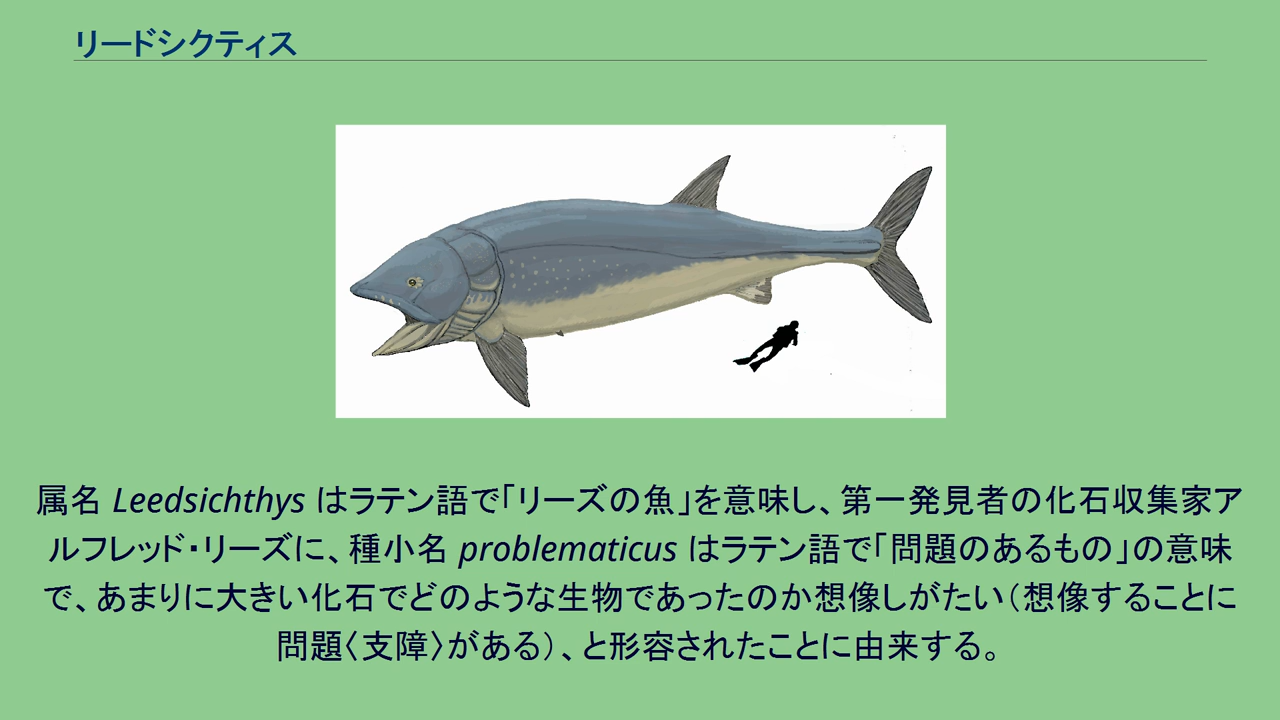 リードシクティス
属名 Leedsichthys はラテン語で｢リーズの魚｣を意味し、第一発見者の化石収集家ア
ルフレッド･リーズに、種小名 problematicus はラテン語で｢問題のあるもの｣の意味
で、あまりに大きい化石でどのような生物であったのか想像しがたい（想像することに
問題〈支障〉がある）、と形容されたことに由来する。